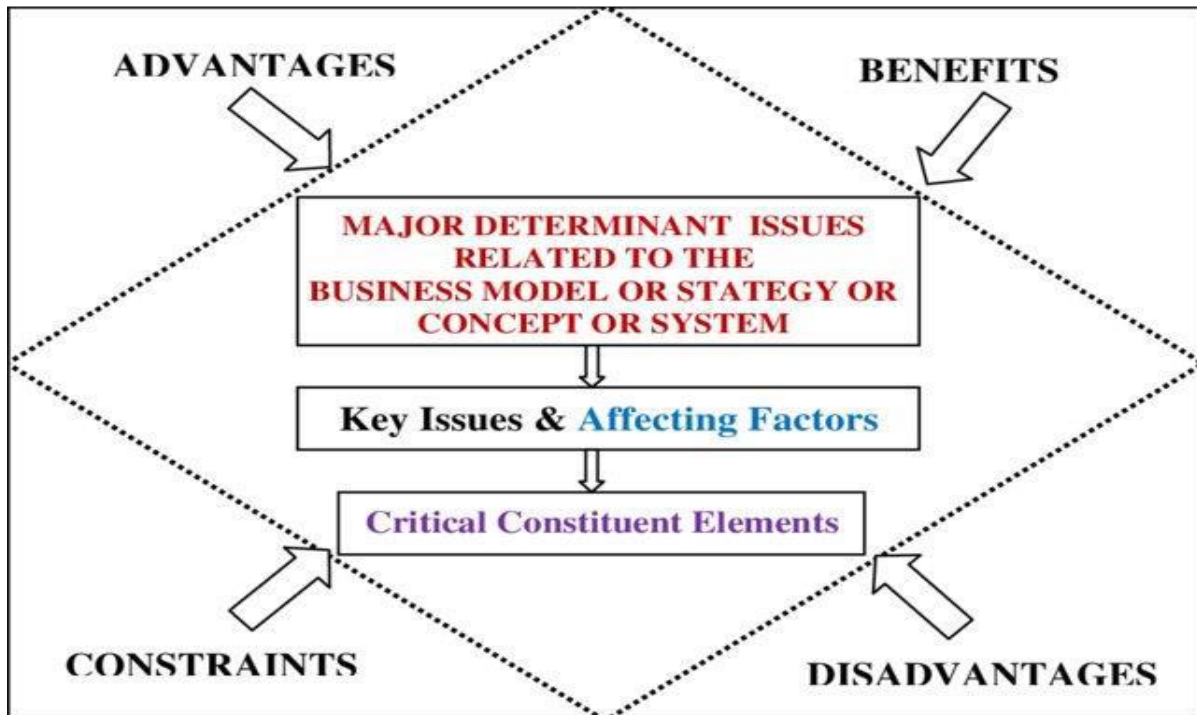 ADVANTAGES
BENEFITS
MAJOR DETERMINANT ISSUES
RELATED TO THE
BUSINESS MODEL OR STATEGY OR
CONCEPT OR SYSTEM
Key Issues & Affecting Factors
Critical Constituent Elements
CONSTRAINTS
DISADVANTAGES